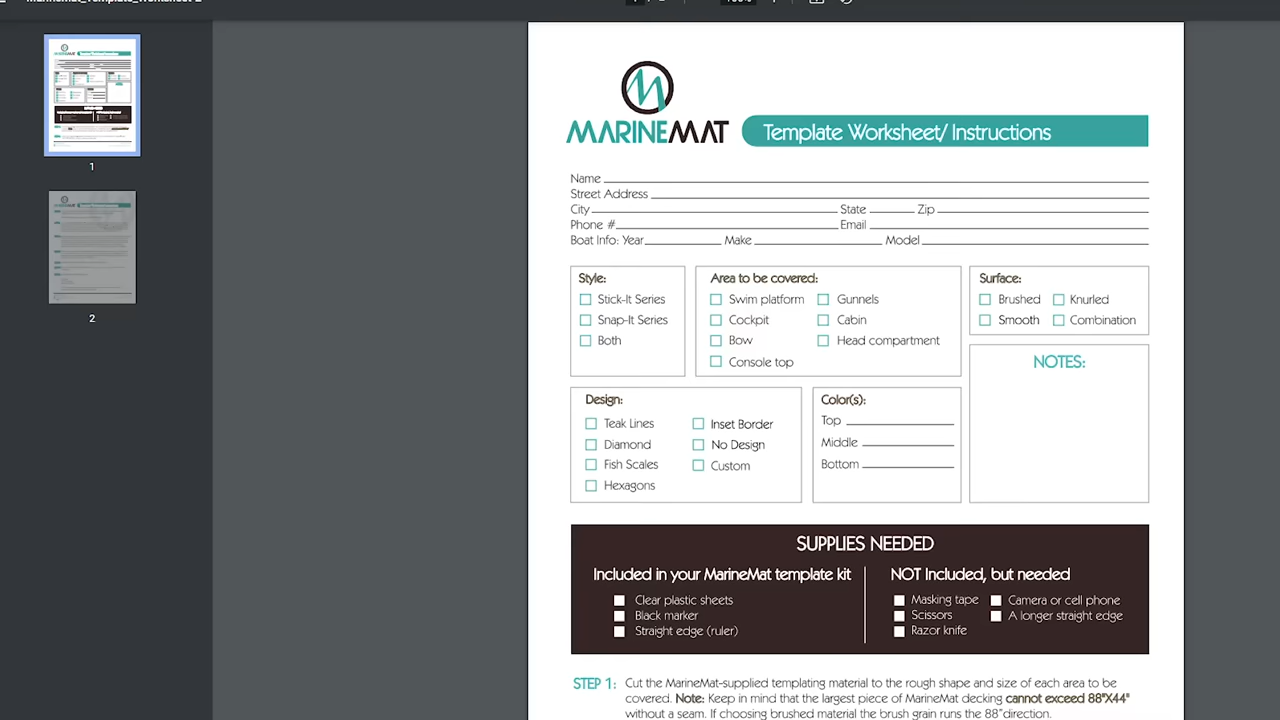 MARINEMAT
Template Worksheet/ Instructions
Name
Street Address
City State Zip
Phone # Email
Boat Info: Year Make Model
Style:
Stick-It Series
Snap-It Series
Both
Area to be covered:
Swim platform Gunnels
Cockpit Cabin
Bow Head compartment
Console top
Surface:
Brushed Knurled
Smooth Combination
NOTES:
Design:
Teak Lines Inset Border
Diamond No Design
Fish Scales Custom
Hexagons
Color(s):
Top
Middle
Bottom
SUPPLIES NEEDED
Included in your MarineMat template kit
Clear plastic sheets
Black marker
Straight edge (ruler)
NOT Included, but needed
Masking tape Camera or cell phone
Scissors A longer straight edge
Razor knife
STEP 1: Cut the MarineMat-supplied templating material to the rough shape and size of each area to be
covered. Note: Keep in mind that the largest piece of MarineMat decking cannot exceed 88"X44"
without a seam. If choosing brushed material the brush grain runs the 88"direction.
1
2